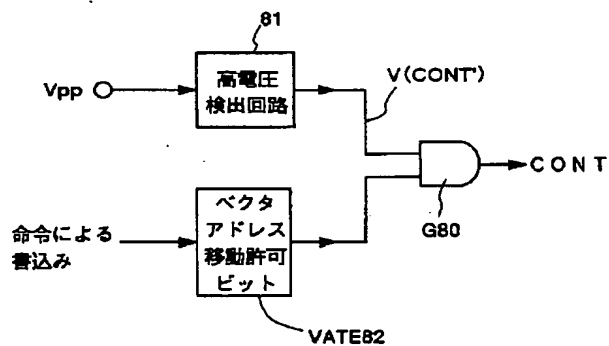 81
Vpp
高電圧
検出回路
V(CONT')
CONT
G80
命令による
書込み
ベクタ
アドレス
移動許可
ビット
VATE82